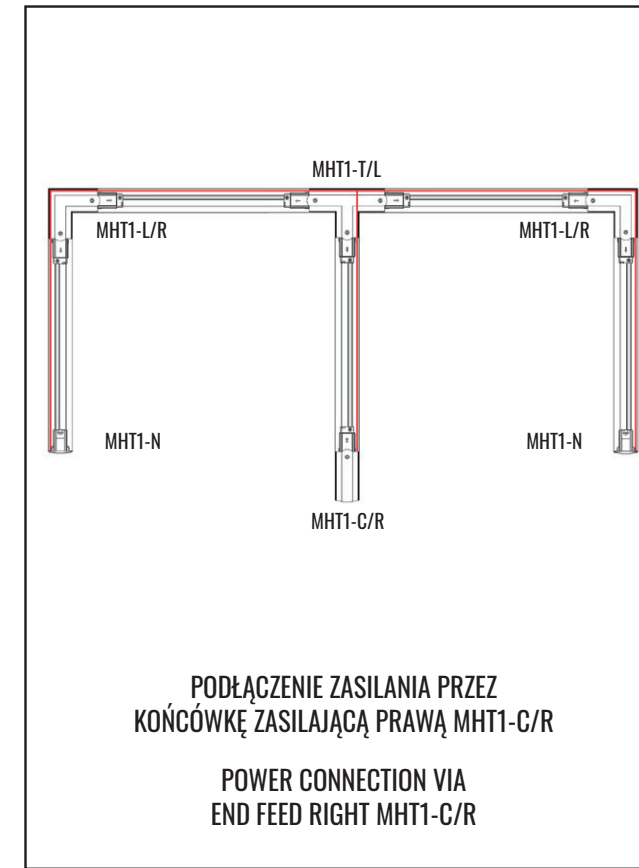 MHT1-T/L
MHT1-L/R
MHT1-L/R
MHT1-N
MHT1-N
MHT1-C/R
PODŁĄCZENIE ZASILANIA PRZEZ
KOŃCÓWKĘ ZASILAJĄCĄ PRAWĄ MHT1-C/R
POWER CONNECTION VIA
END FEED RIGHT MHT1-C/R